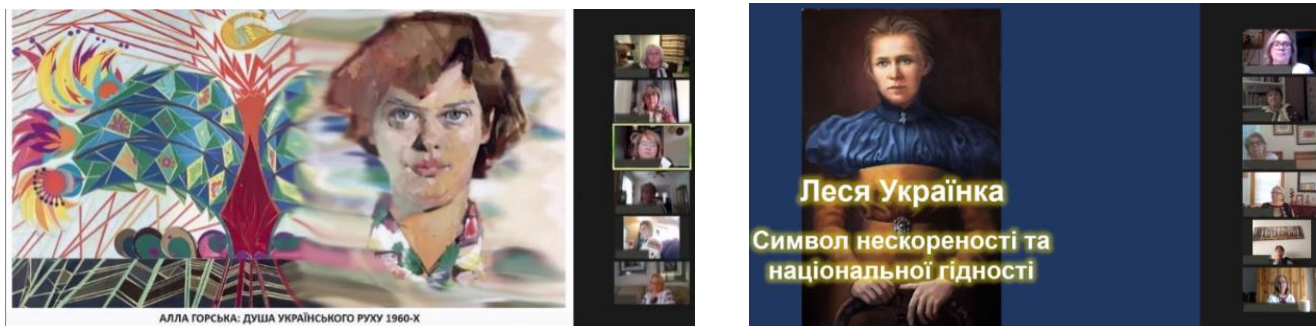 АЛЛА ГОРСЬКА: ДУША УКРАЇНСЬКОГО РУХУ 1960-Х
Леся Українка
Символ нескореності та
національної гідності